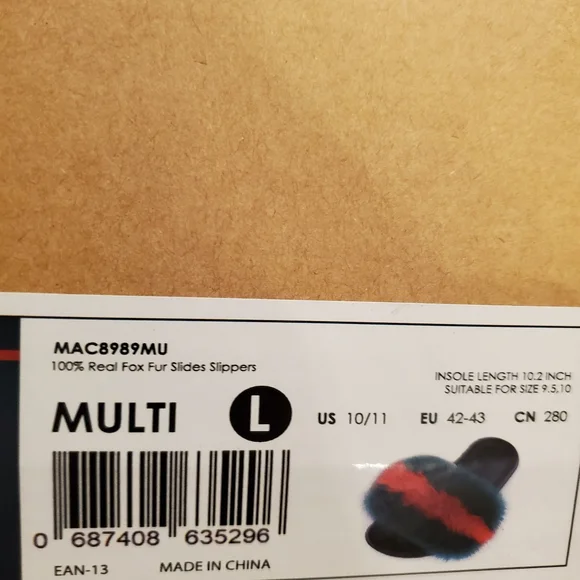 MAC8989MU
100% Real Fox Fur Slides Slippers
INSOLE LENGTH 10.2 INCH
SUITABLE FOR SIZE 9.5,10
MULTI L US 10/11 EU 42-43 CN 280
0 687408 635296
EAN-13 MADE IN CHINA